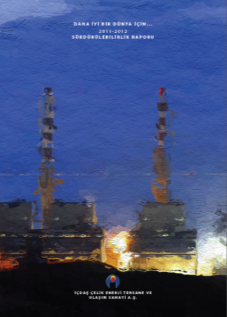 DAHA İYİ BİR DÜNYA İÇİN...
2011-2012
SÜRDÜRÜLEBİLİRLİK RAPORU
İÇDAŞ ÇELİK ENERJİ TERSANE VE
ULAŞIM SANAYİ A.Ş.